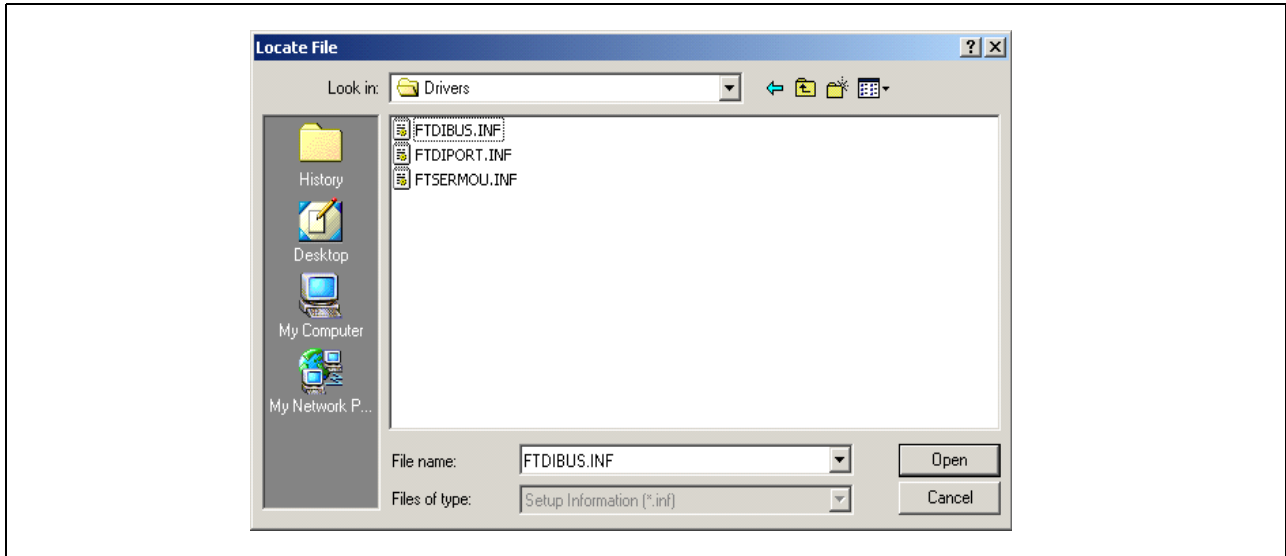 Locate File
Look in: Drivers
History
Desktop
My Computer
My Network P...
FTDIBUS.INF
FTDIPORT.INF
FTSERMOU.INF
File name: FTDIBUS.INF Open
Files of type: Setup Information (*.inf) Cancel